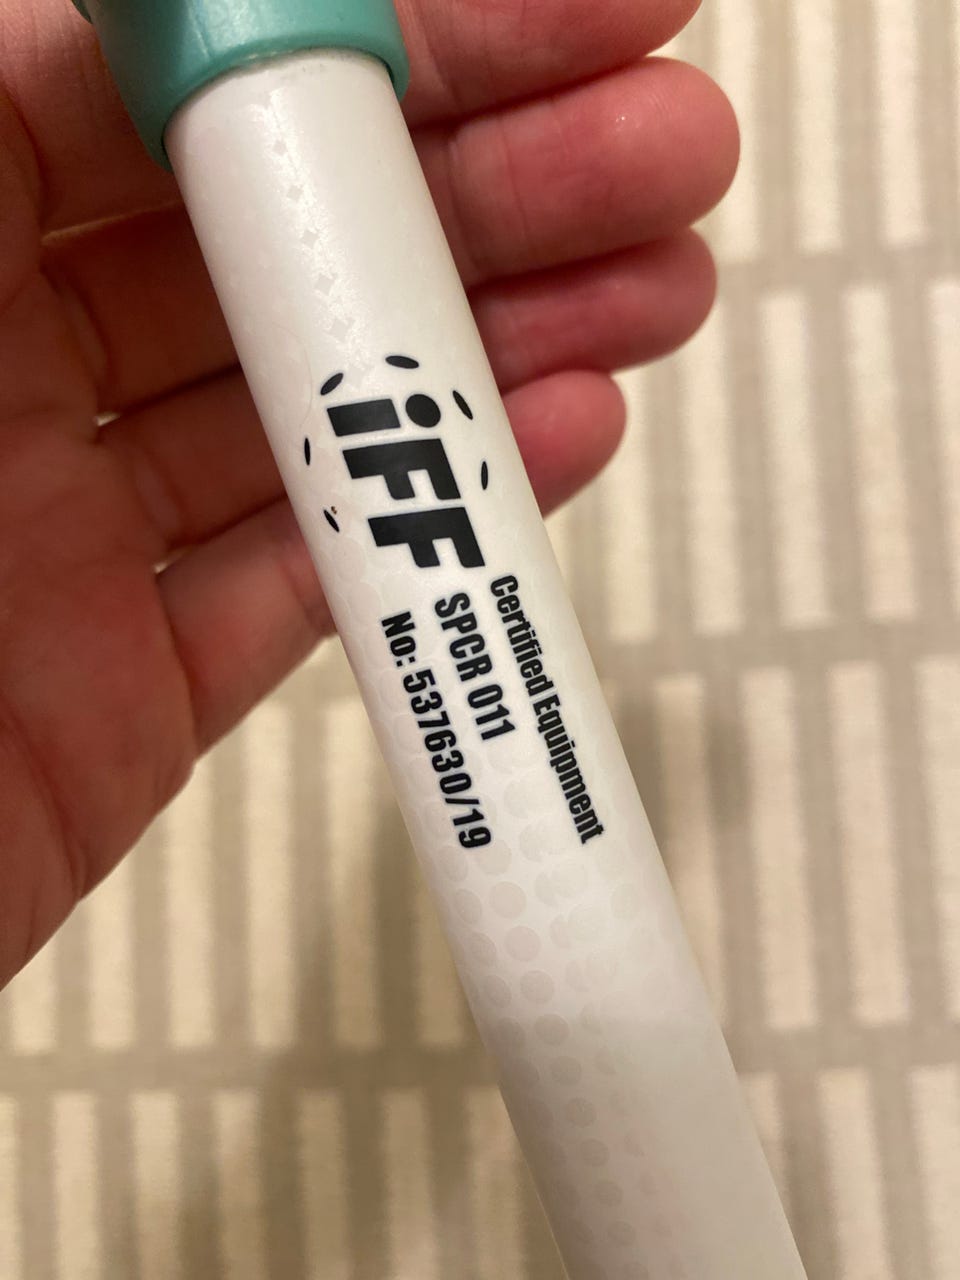 iFF
Certified Equipment
SPCR 011
No: 537630/19